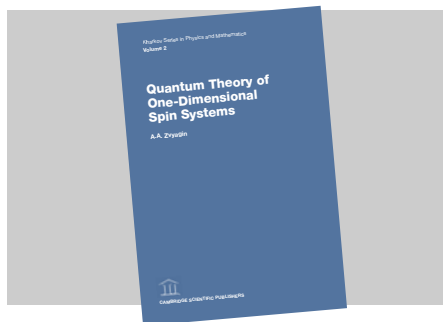 Kharkov Series in Physics and Mathematics
Volume 2
Quantum Theory of
One-Dimensional
Spin Systems
A.A. Zvyagin
CAMBRIDGE SCIENTIFIC PUBLISHERS